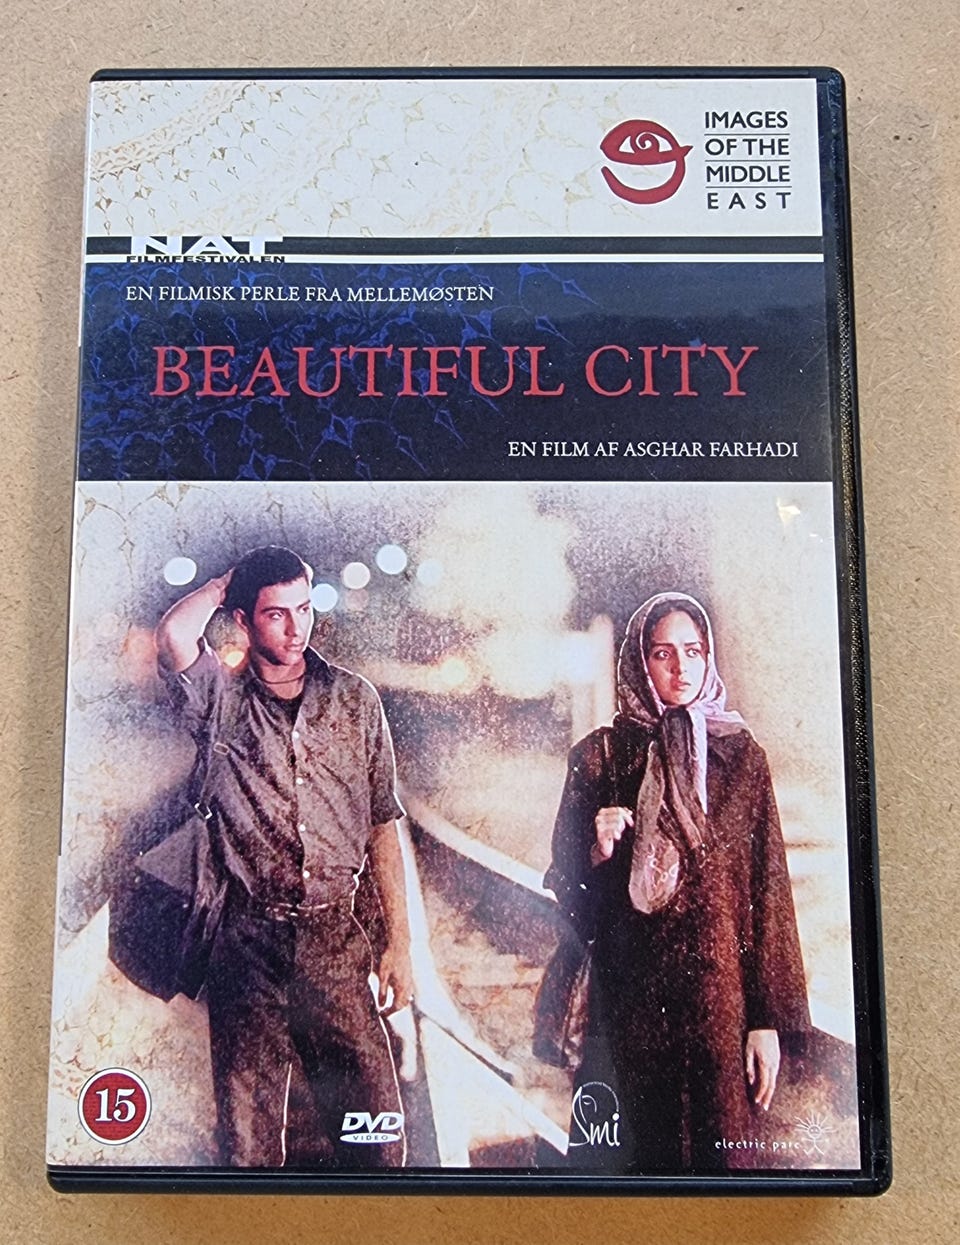 IMAGES
OF THE
MIDDLE
EAST
NAT
FILMFESTIVALEN
EN FILMISK PERLE FRA MELLEMØSTEN
BEAUTIFUL CITY
EN FILM AF ASGHAR FARHADI
15
DVD
VIDEO
Smi
electric parc